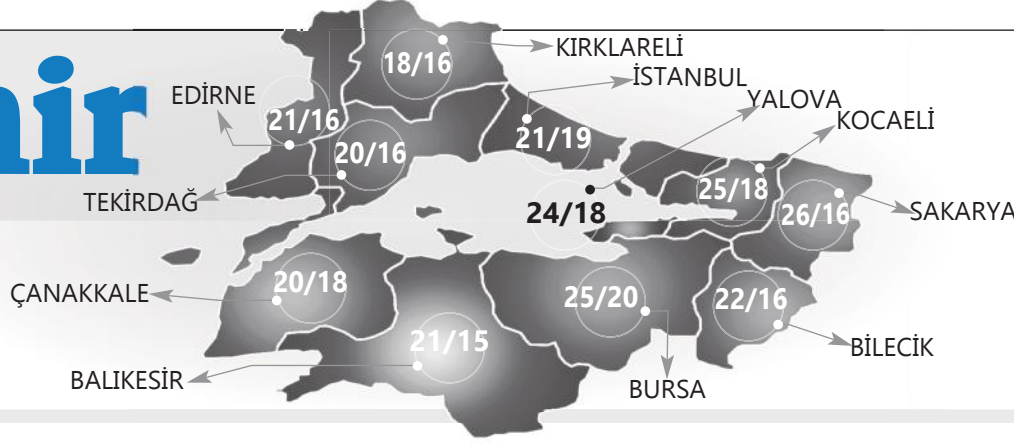 KIRKLARELİ
18/16
İSTANBUL
EDİRNE
YALOVA
21/16
KOCAELİ
21/19
20/16
25/18
TEKİRDAĞ
24/18
26/16
SAKARYA
20/18
ÇANAKKALE
25/20
22/16
21/15
BİLECİK
BALIKESİR
BURSA